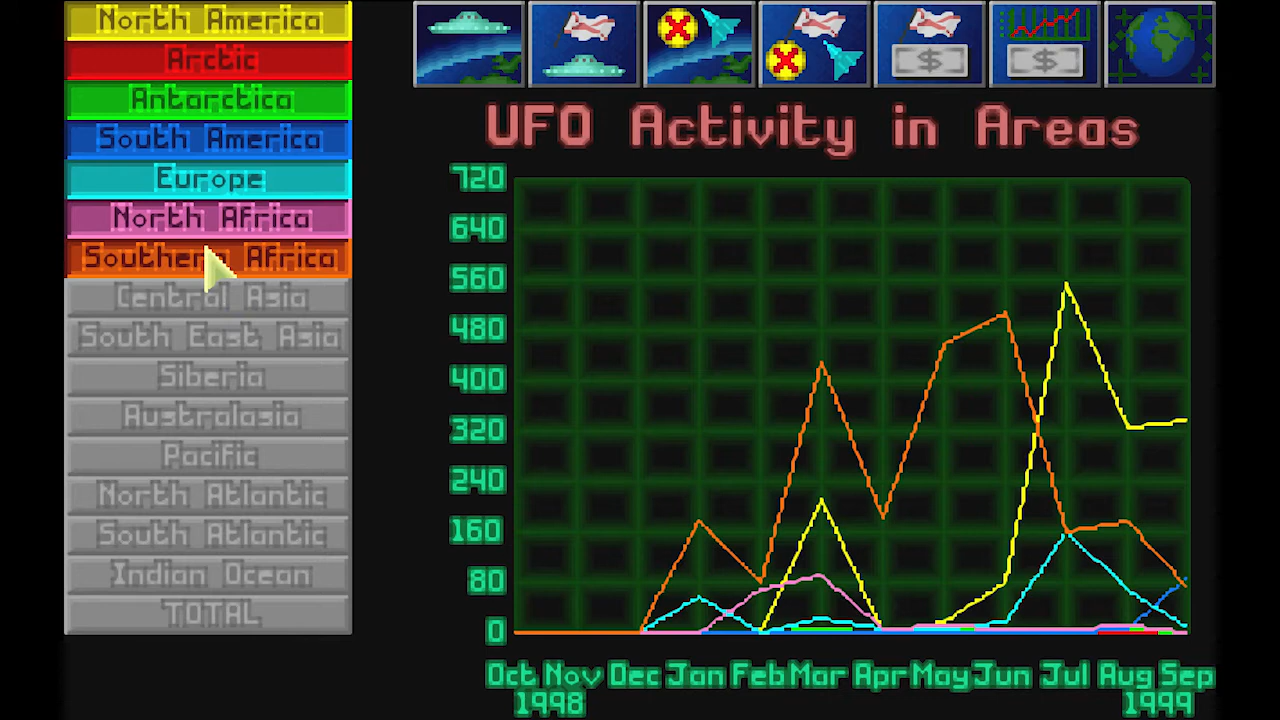 North America
Arctic
Antarctica
South America
Europe
North Africa
Southern Africa
Central Asia
South East Asia
Siberia
Australasia
Pacific
North Atlantic
South Atlantic
Indian Ocean
TOTAL
$ $
UFO Activity in Areas
720
640
560
480
400
320
240
160
80
0
Oct Nov Dec Jan Feb Mar Apr May Jun Jul Aug Sep
1998 1999